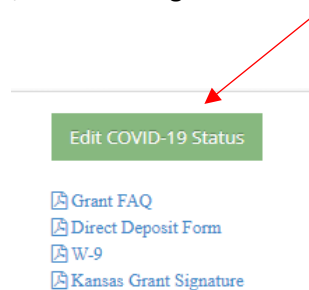 Edit COVID-19 Status
Grant FAQ
Direct Deposit Form
W-9
Kansas Grant Signature